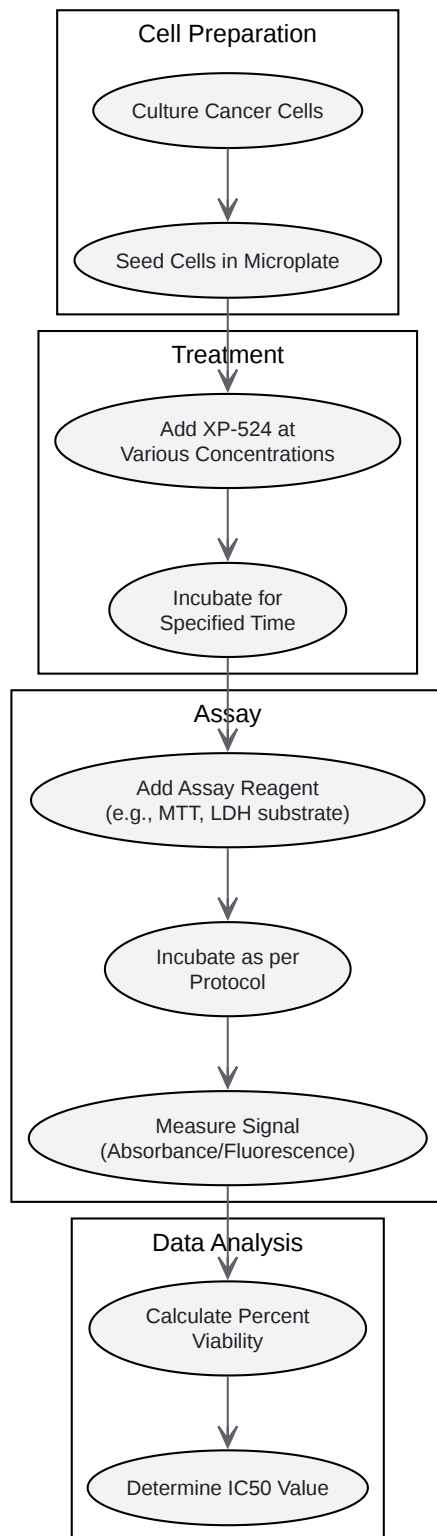 Cell Preparation
Culture Cancer Cells
Seed Cells in Microplate
Treatment
Add XP-524 at
Various Concentrations
Incubate for
Specified Time
Assay
Add Assay Reagent
(e.g., MTT, LDH substrate)
Incubate as per
Protocol
Measure Signal
(Absorbance/Fluorescence)
Data Analysis
Calculate Percent
Viability
Determine IC50 Value